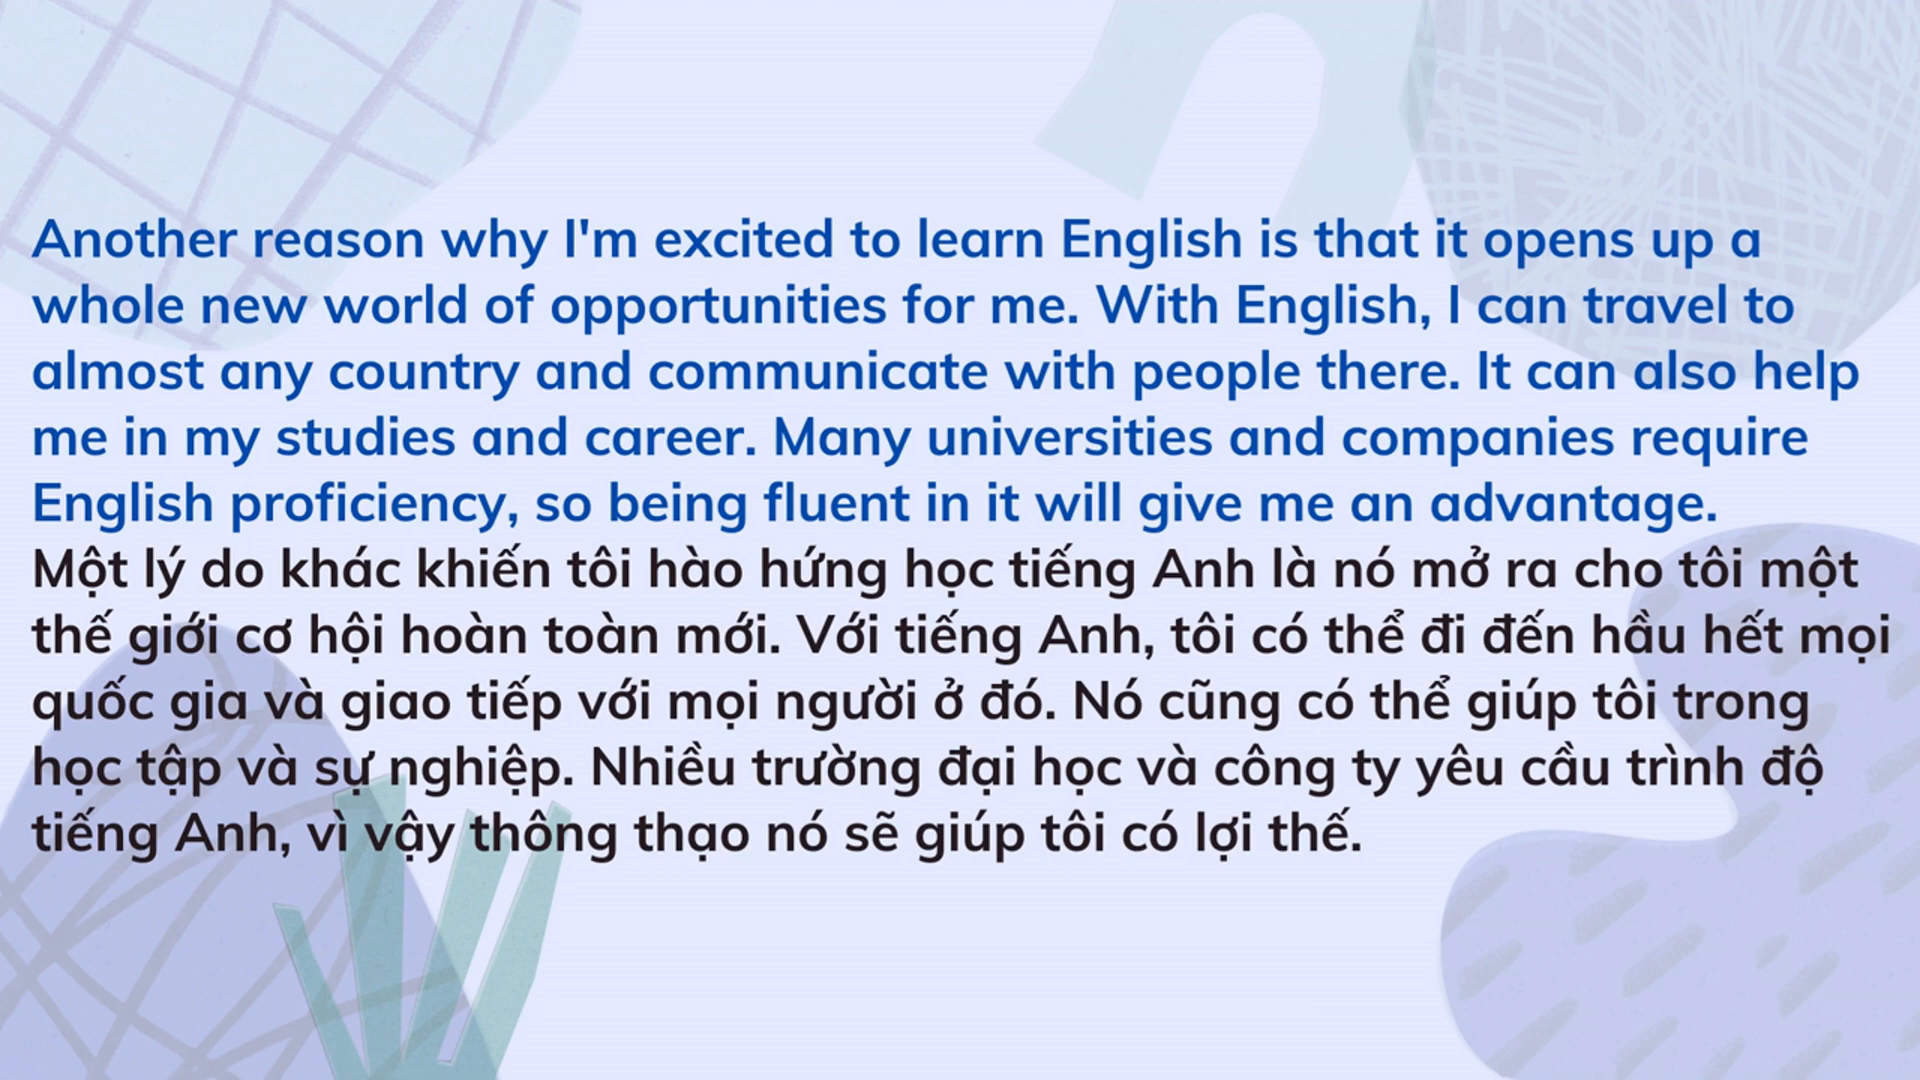 Another reason why I'm excited to learn English is that it opens up a
whole new world of opportunities for me. With English, I can travel to
almost any country and communicate with people there. It can also help
me in my studies and career. Many universities and companies require
English proficiency, so being fluent in it will give me an advantage.
Một lý do khác khiến tôi hào hứng học tiếng Anh là nó mở ra cho tôi một
thế giới cơ hội hoàn toàn mới. Với tiếng Anh, tôi có thể đi đến hầu hết mọi
quốc gia và giao tiếp với mọi người ở đó. Nó cũng có thể giúp tôi trong
học tập và sự nghiệp. Nhiều trường đại học và công ty yêu cầu trình độ
tiếng Anh, vì vậy thông thạo nó sẽ giúp tôi có lợi thế.